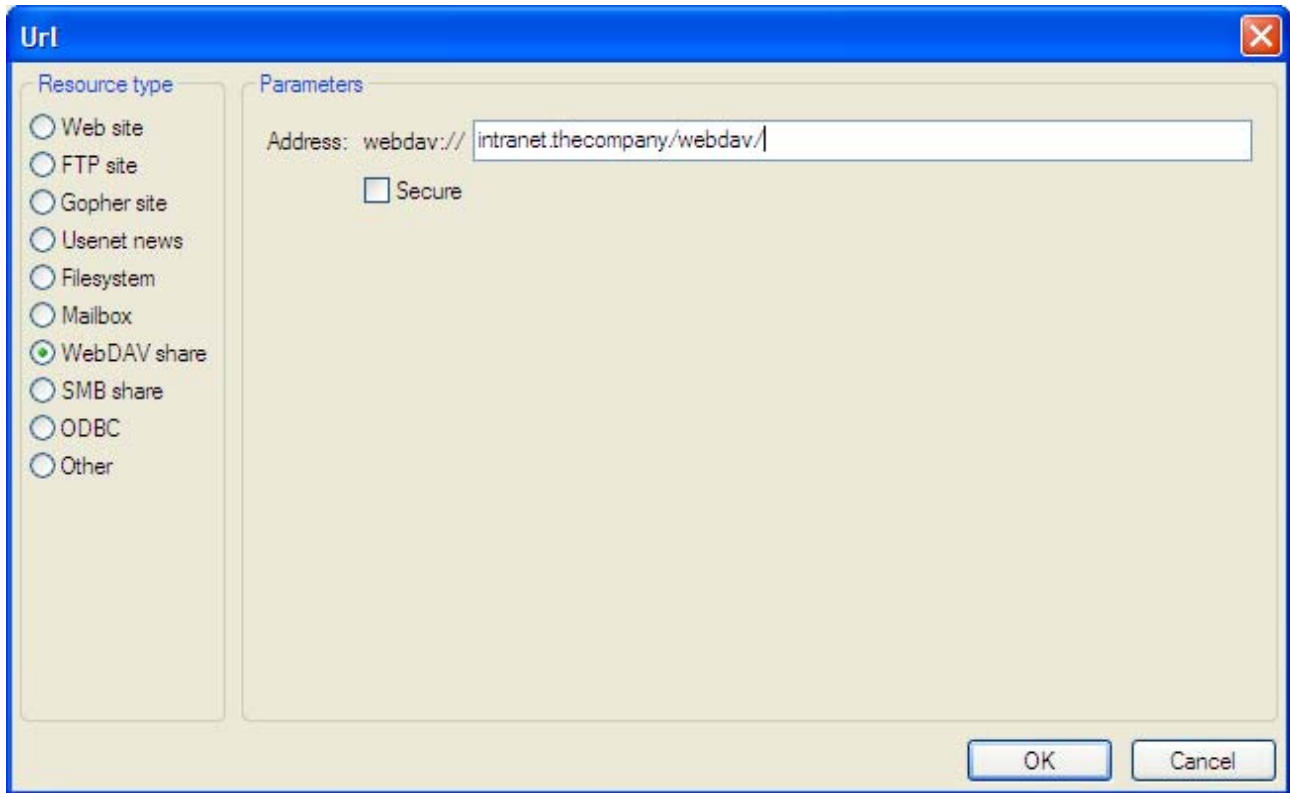 Url
Resource type
Web site
FTP site
Gopher site
Usenet news
Filesystem
Mailbox
WebDAV share
SMB share
ODBC
Other
Parameters
Address: webdav:// intranet.thecompany/webdav/
Secure
OK Cancel